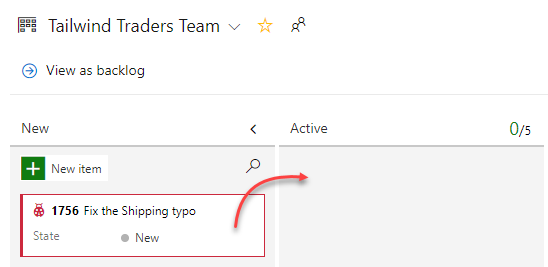 Tailwind Traders Team
View as backlog
New
Active 0/5
New item
1756 Fix the Shipping typo
State New